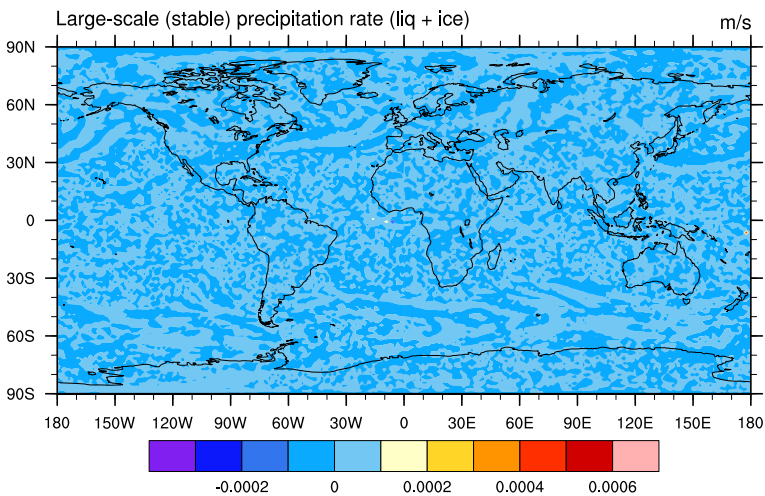 Large-scale (stable) precipitation rate (liq + ice) m/s
90N
60N
30N
0
30S
60S
90S
180 150W 120W 90W 60W 30W 0 30E 60E 90E 120E 150E 180
-0.0002 0 0.0002 0.0004 0.0006